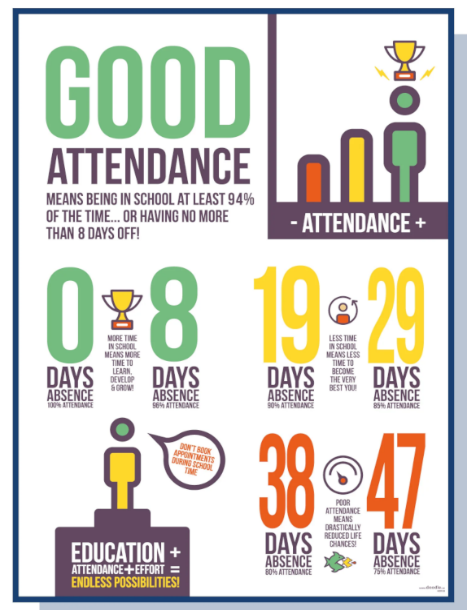 GOOD
ATTENDANCE
MEANS BEING IN SCHOOL AT LEAST 94%
OF THE TIME... OR HAVING NO MORE
THAN 8 DAYS OFF!
- ATTENDANCE +
0
DAYS
ABSENCE
100% ATTENDANCE
MORE TIME
IN SCHOOL
MEANS MORE
TIME TO
LEARN,
DEVELOP
& GROW!
8
DAYS
ABSENCE
96% ATTENDANCE
19
DAYS
ABSENCE
90% ATTENDANCE
LESS TIME
IN SCHOOL
MEANS LESS
TIME TO
BECOME
THE VERY
BEST YOU!
29
DAYS
ABSENCE
85% ATTENDANCE
DON'T BOOK
APPOINTMENTS
DURING SCHOOL
TIME
EDUCATION +
ATTENDANCE+EFFORT =
ENDLESS POSSIBILITIES!
38
DAYS
ABSENCE
80% ATTENDANCE
POOR
ATTENDANCE
MEANS
DRASTICALLY
REDUCED LIFE
CHANCES!
47
DAYS
ABSENCE
75% ATTENDANCE